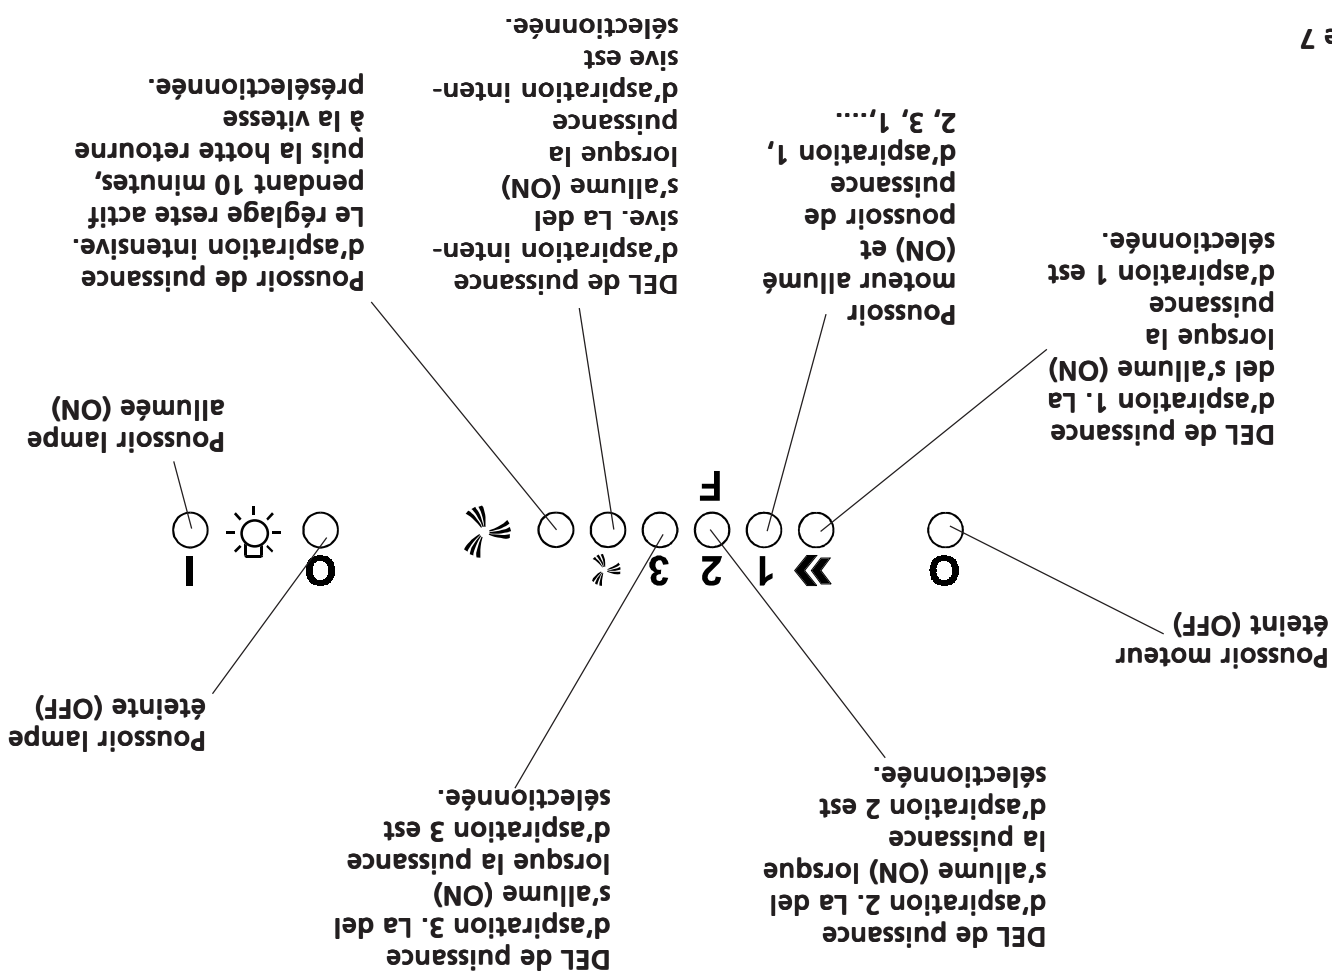 DEL de puissance
d'aspiration 3. La del
s'allume (ON)
lorsque la puissance
d'aspiration 3 est
sélectionnée.
DEL de puissance
d'aspiration 2. La del
s'allume (ON) lorsque
la puissance
d'aspiration 2 est
sélectionnée.
Poussoir moteur
éteint (OFF)
Poussoir lampe
éteinte (OFF)
O 1 2 3 O I
F
DEL de puissance
d'aspiration 1. La
del s'allume (ON)
lorsque la
puissance
d'aspiration 1 est
sélectionnée.
Poussoir
moteur allumé
(ON) et
poussoir de
puissance
d'aspiration 1,
2, 3, 1,....
DEL de puissance
d'aspiration inten-
sive. La del
s'allume (ON)
lorsque la
puissance
d'aspiration inten-
sive est
sélectionnée.
Poussoir de puissance
d'aspiration intensive.
Le réglage reste actif
pendant 10 minutes,
puis la hotte retourne
à la vitesse
présélectionnée.
Poussoir lampe
allumée (ON)
e 7